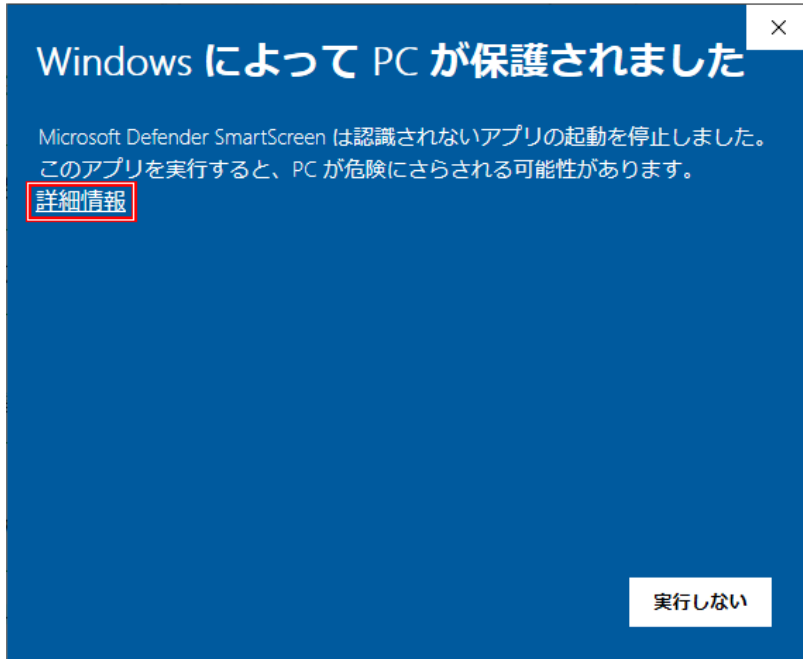 Windows によって PC が保護されました
Microsoft Defender SmartScreen は認識されないアプリの起動を停止しました。
このアプリを実行すると、PC が危険にさらされる可能性があります。
詳細情報
実行しない